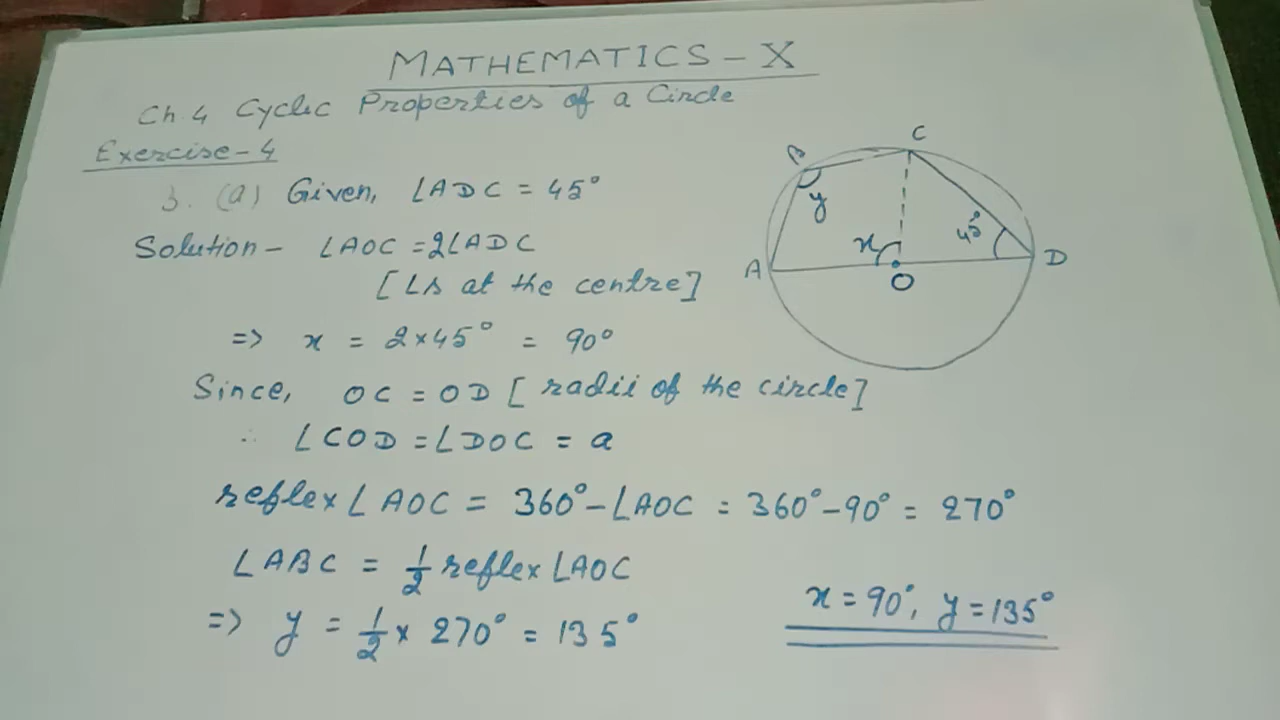 MATHEMATICS - X
Ch. 4 Cyclic Properties of a Circle
Exercise - 4
3. (a) Given, ∠ADC = 45°
Solution - ∠AOC = 2∠ADC
[∠s at the centre]
=> x = 2×45° = 90°
Since, OC = OD [radii of the circle]
∴ ∠COD = ∠DOC = a
reflex ∠AOC = 360° - ∠AOC = 360° - 90° = 270°
∠ABC = 1/2 reflex ∠AOC
=> y = 1/2 × 270° = 135°
x = 90°, y = 135°
C
B
y
x
45°
A
D
O